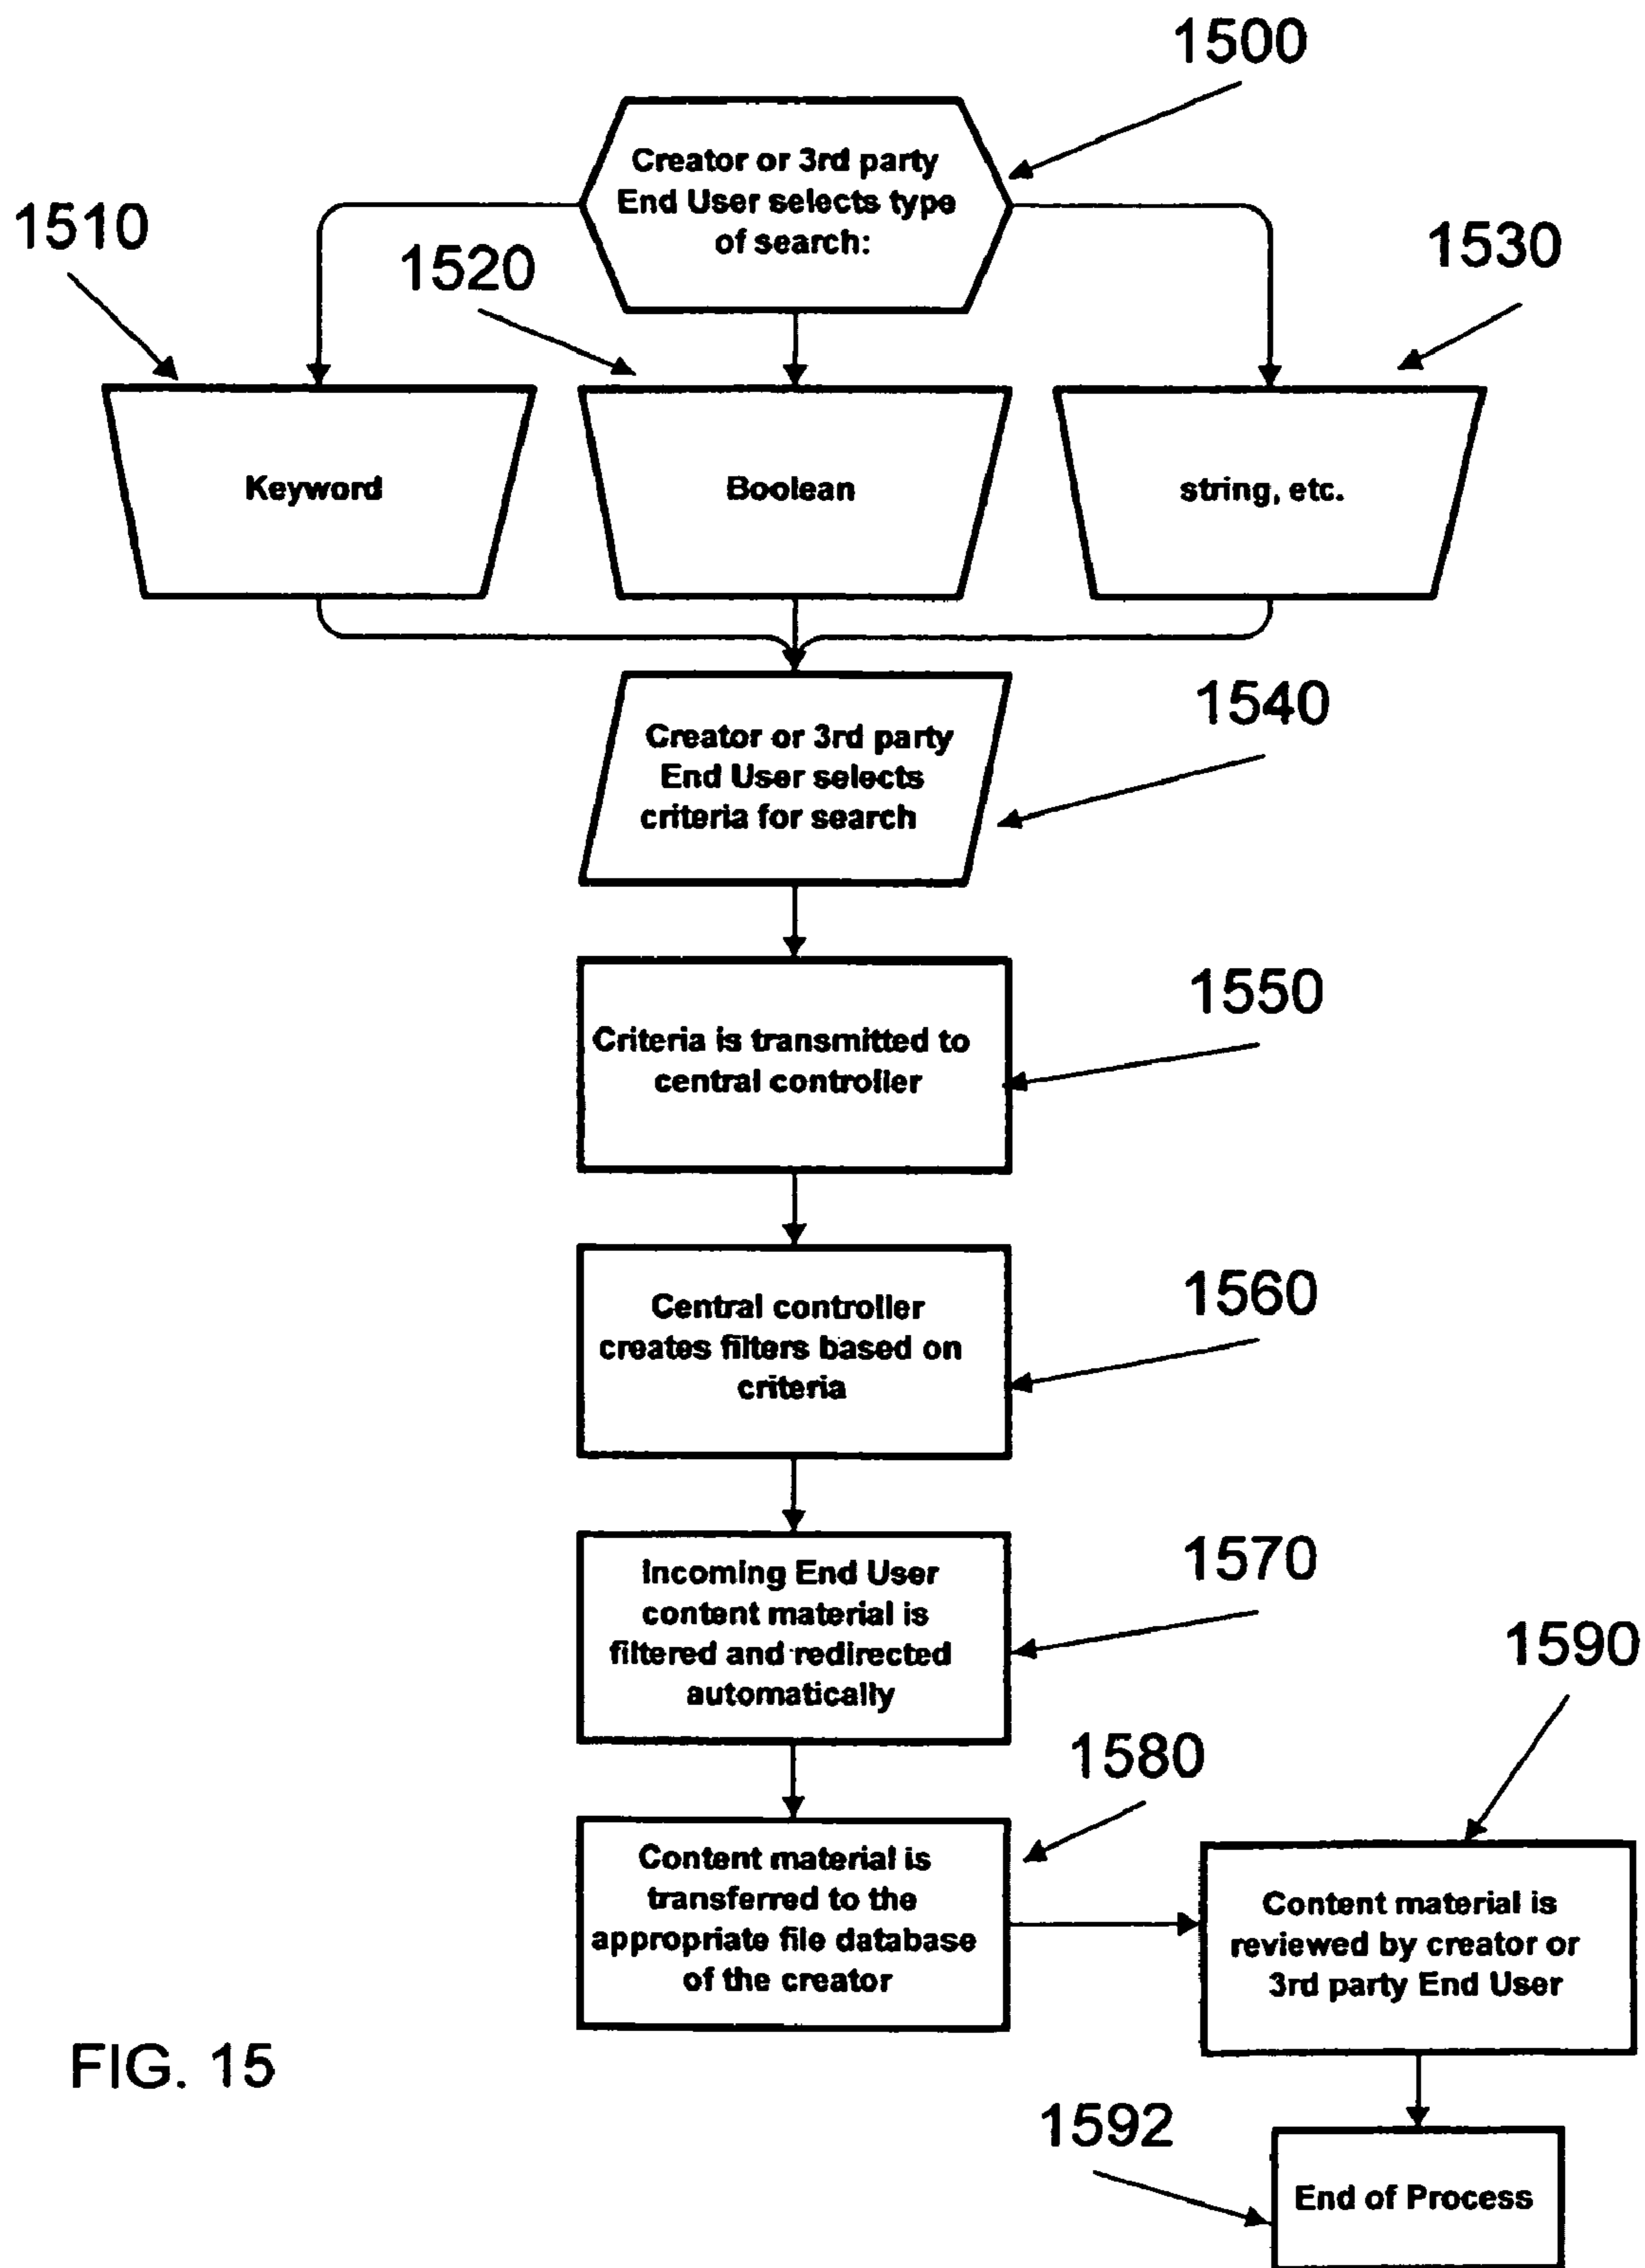 1500
Creator or 3rd party
End User selects type
of search:
1510
1520
1530
Keyword
Boolean
string, etc.
Creator or 3rd party
End User selects
criteria for search
1540
Criteria is transmitted to
central controller
1550
Central controller
creates filters based on
criteria
1560
Incoming End User
content material is
filtered and redirected
automatically
1570
Content material is
transferred to the
appropriate file database
of the creator
1580
1590
Content material is
reviewed by creator or
3rd party End User
1592
End of Process
FIG. 15